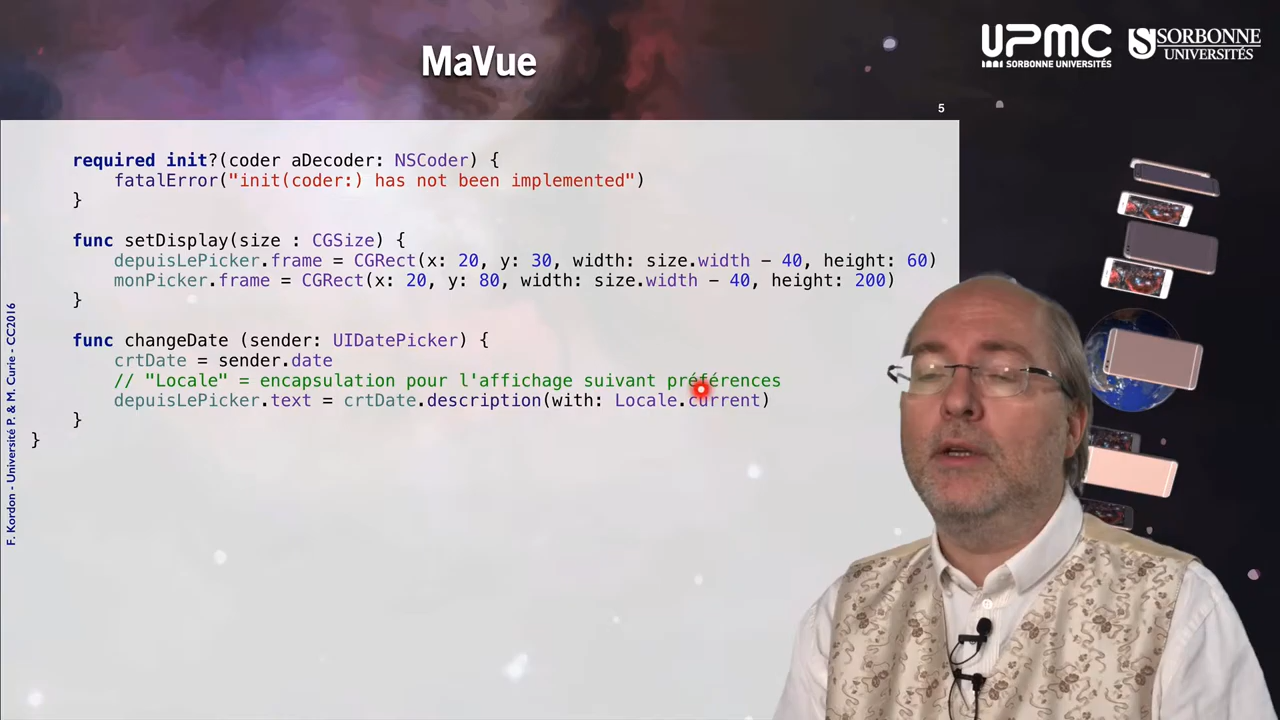 MaVue
UPMC
SORBONNE UNIVERSITÉS
SORBONNE
UNIVERSITÉS
5
required init?(coder aDecoder: NSCoder) {
fatalError("init(coder:) has not been implemented")
}
func setDisplay(size : CGSize) {
depuisLePicker.frame = CGRect(x: 20, y: 30, width: size.width - 40, height: 60)
monPicker.frame = CGRect(x: 20, y: 80, width: size.width - 40, height: 200)
}
func changeDate (sender: UIDatePicker) {
crtDate = sender.date
// "Locale" = encapsulation pour l'affichage suivant préférences
depuisLePicker.text = crtDate.description(with: Locale.current)
}
}
F. Kordon - Université P. & M. Curie - CC2016